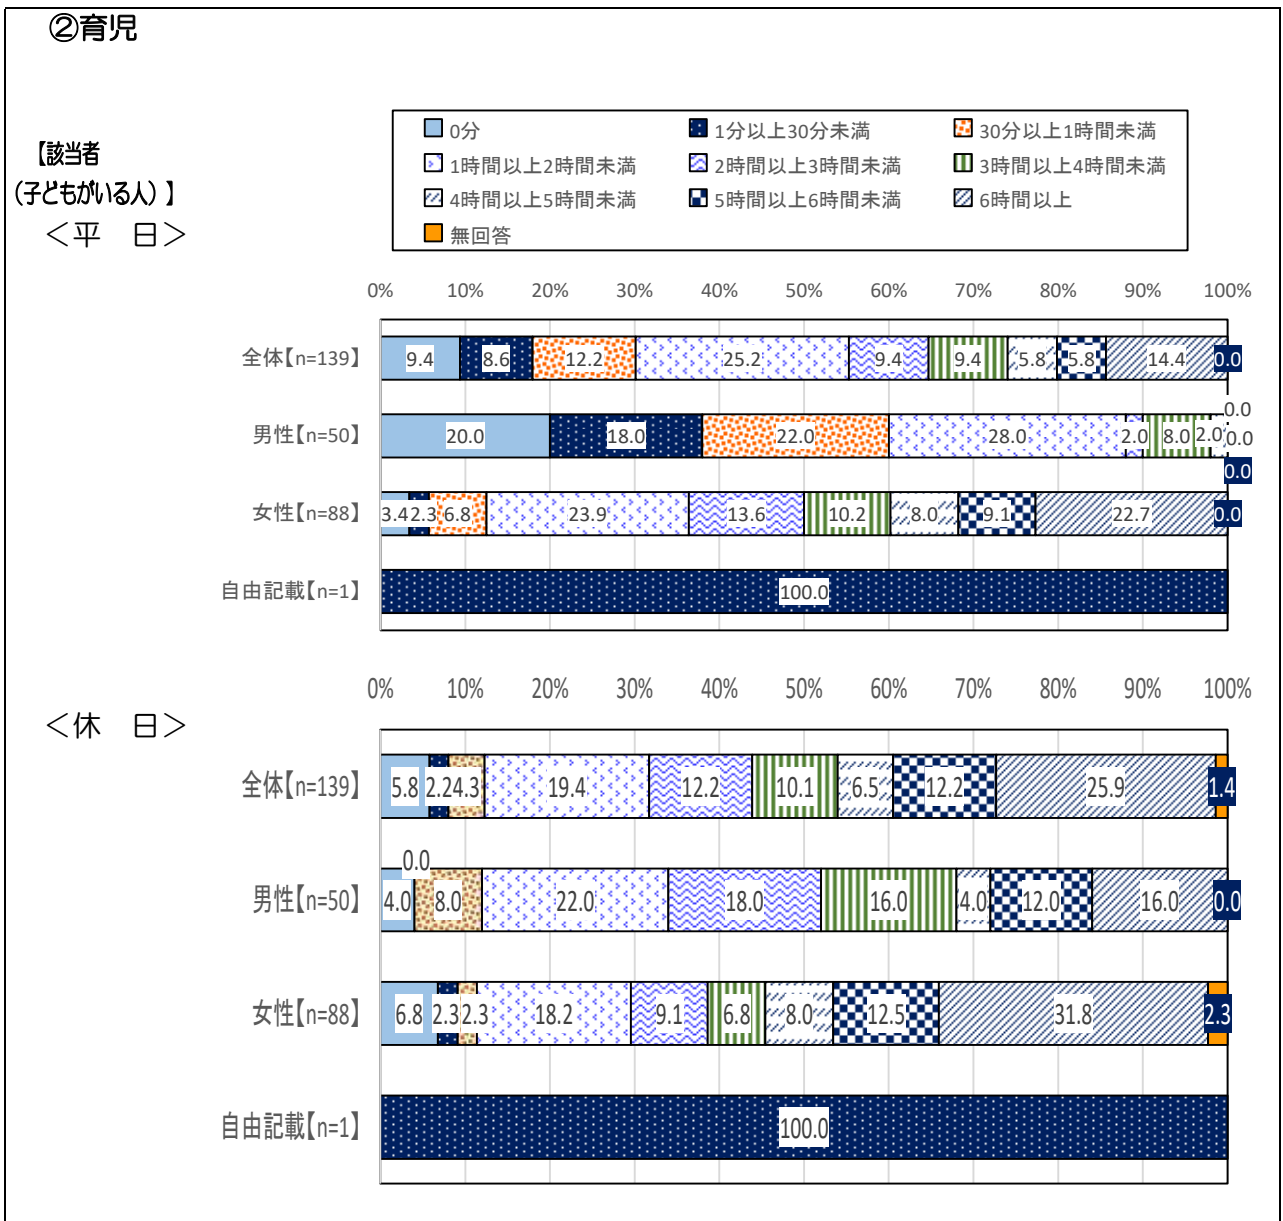 ②育児
【該当者
(子どもがいる人)】
＜平　日＞
0分 1分以上30分未満 30分以上1時間未満
1時間以上2時間未満 2時間以上3時間未満 3時間以上4時間未満
4時間以上5時間未満 5時間以上6時間未満 6時間以上
無回答
0% 10% 20% 30% 40% 50% 60% 70% 80% 90% 100%
全体【n=139】 9.4 8.6 12.2 25.2 9.4 9.4 5.8 5.8 14.4 0.0
男性【n=50】 20.0 18.0 22.0 28.0 2.0 8.0 2.0 0.0 0.0 0.0
女性【n=88】 3.4 2.3 6.8 23.9 13.6 10.2 8.0 9.1 22.7 0.0
自由記載【n=1】 100.0
＜休　日＞
0% 10% 20% 30% 40% 50% 60% 70% 80% 90% 100%
全体【n=139】 5.8 2.2 4.3 19.4 12.2 10.1 6.5 12.2 25.9 1.4
男性【n=50】 4.0 0.0 8.0 22.0 18.0 16.0 4.0 12.0 16.0 0.0
女性【n=88】 6.8 2.3 2.3 18.2 9.1 6.8 8.0 12.5 31.8 2.3
自由記載【n=1】 100.0